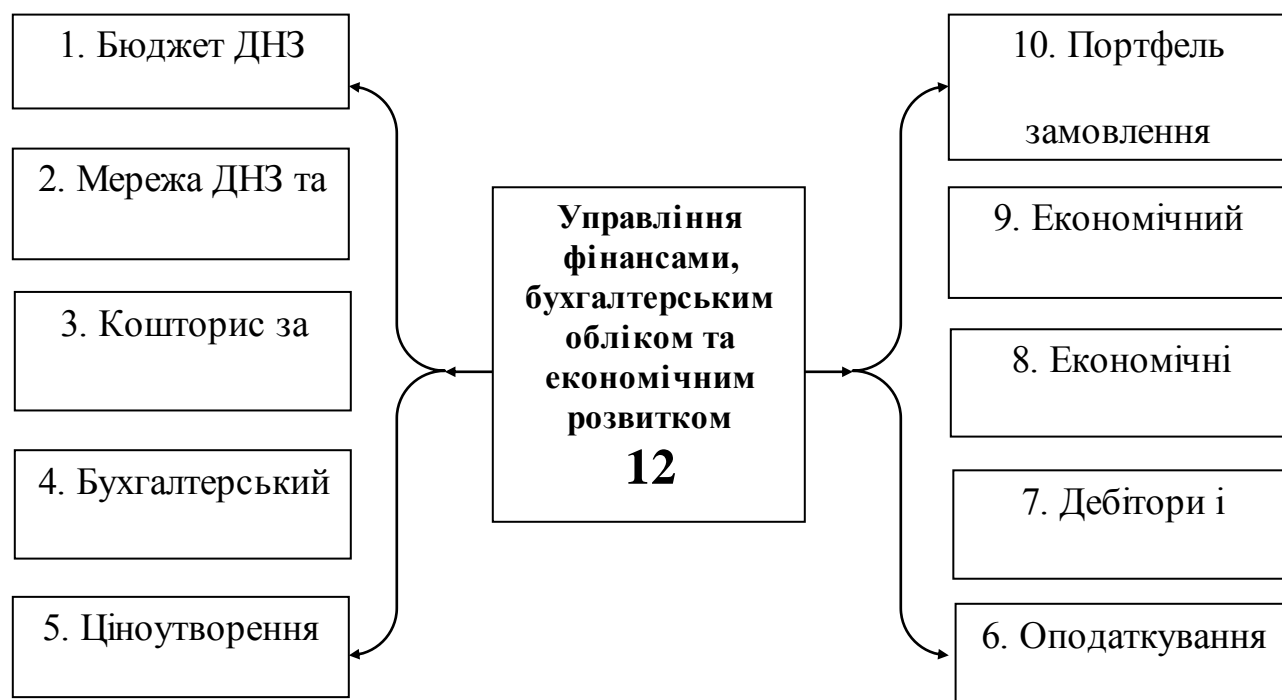 1. Бюджет ДНЗ
2. Мережа ДНЗ та
3. Кошторис за
4. Бухгалтерський
5. Ціноутворення
Управління
фінансами,
бухгалтерським
обліком та
економічним
розвитком
12
10. Портфель
замовлення
9. Економічний
8. Економічні
7. Дебітори і
6. Оподаткування